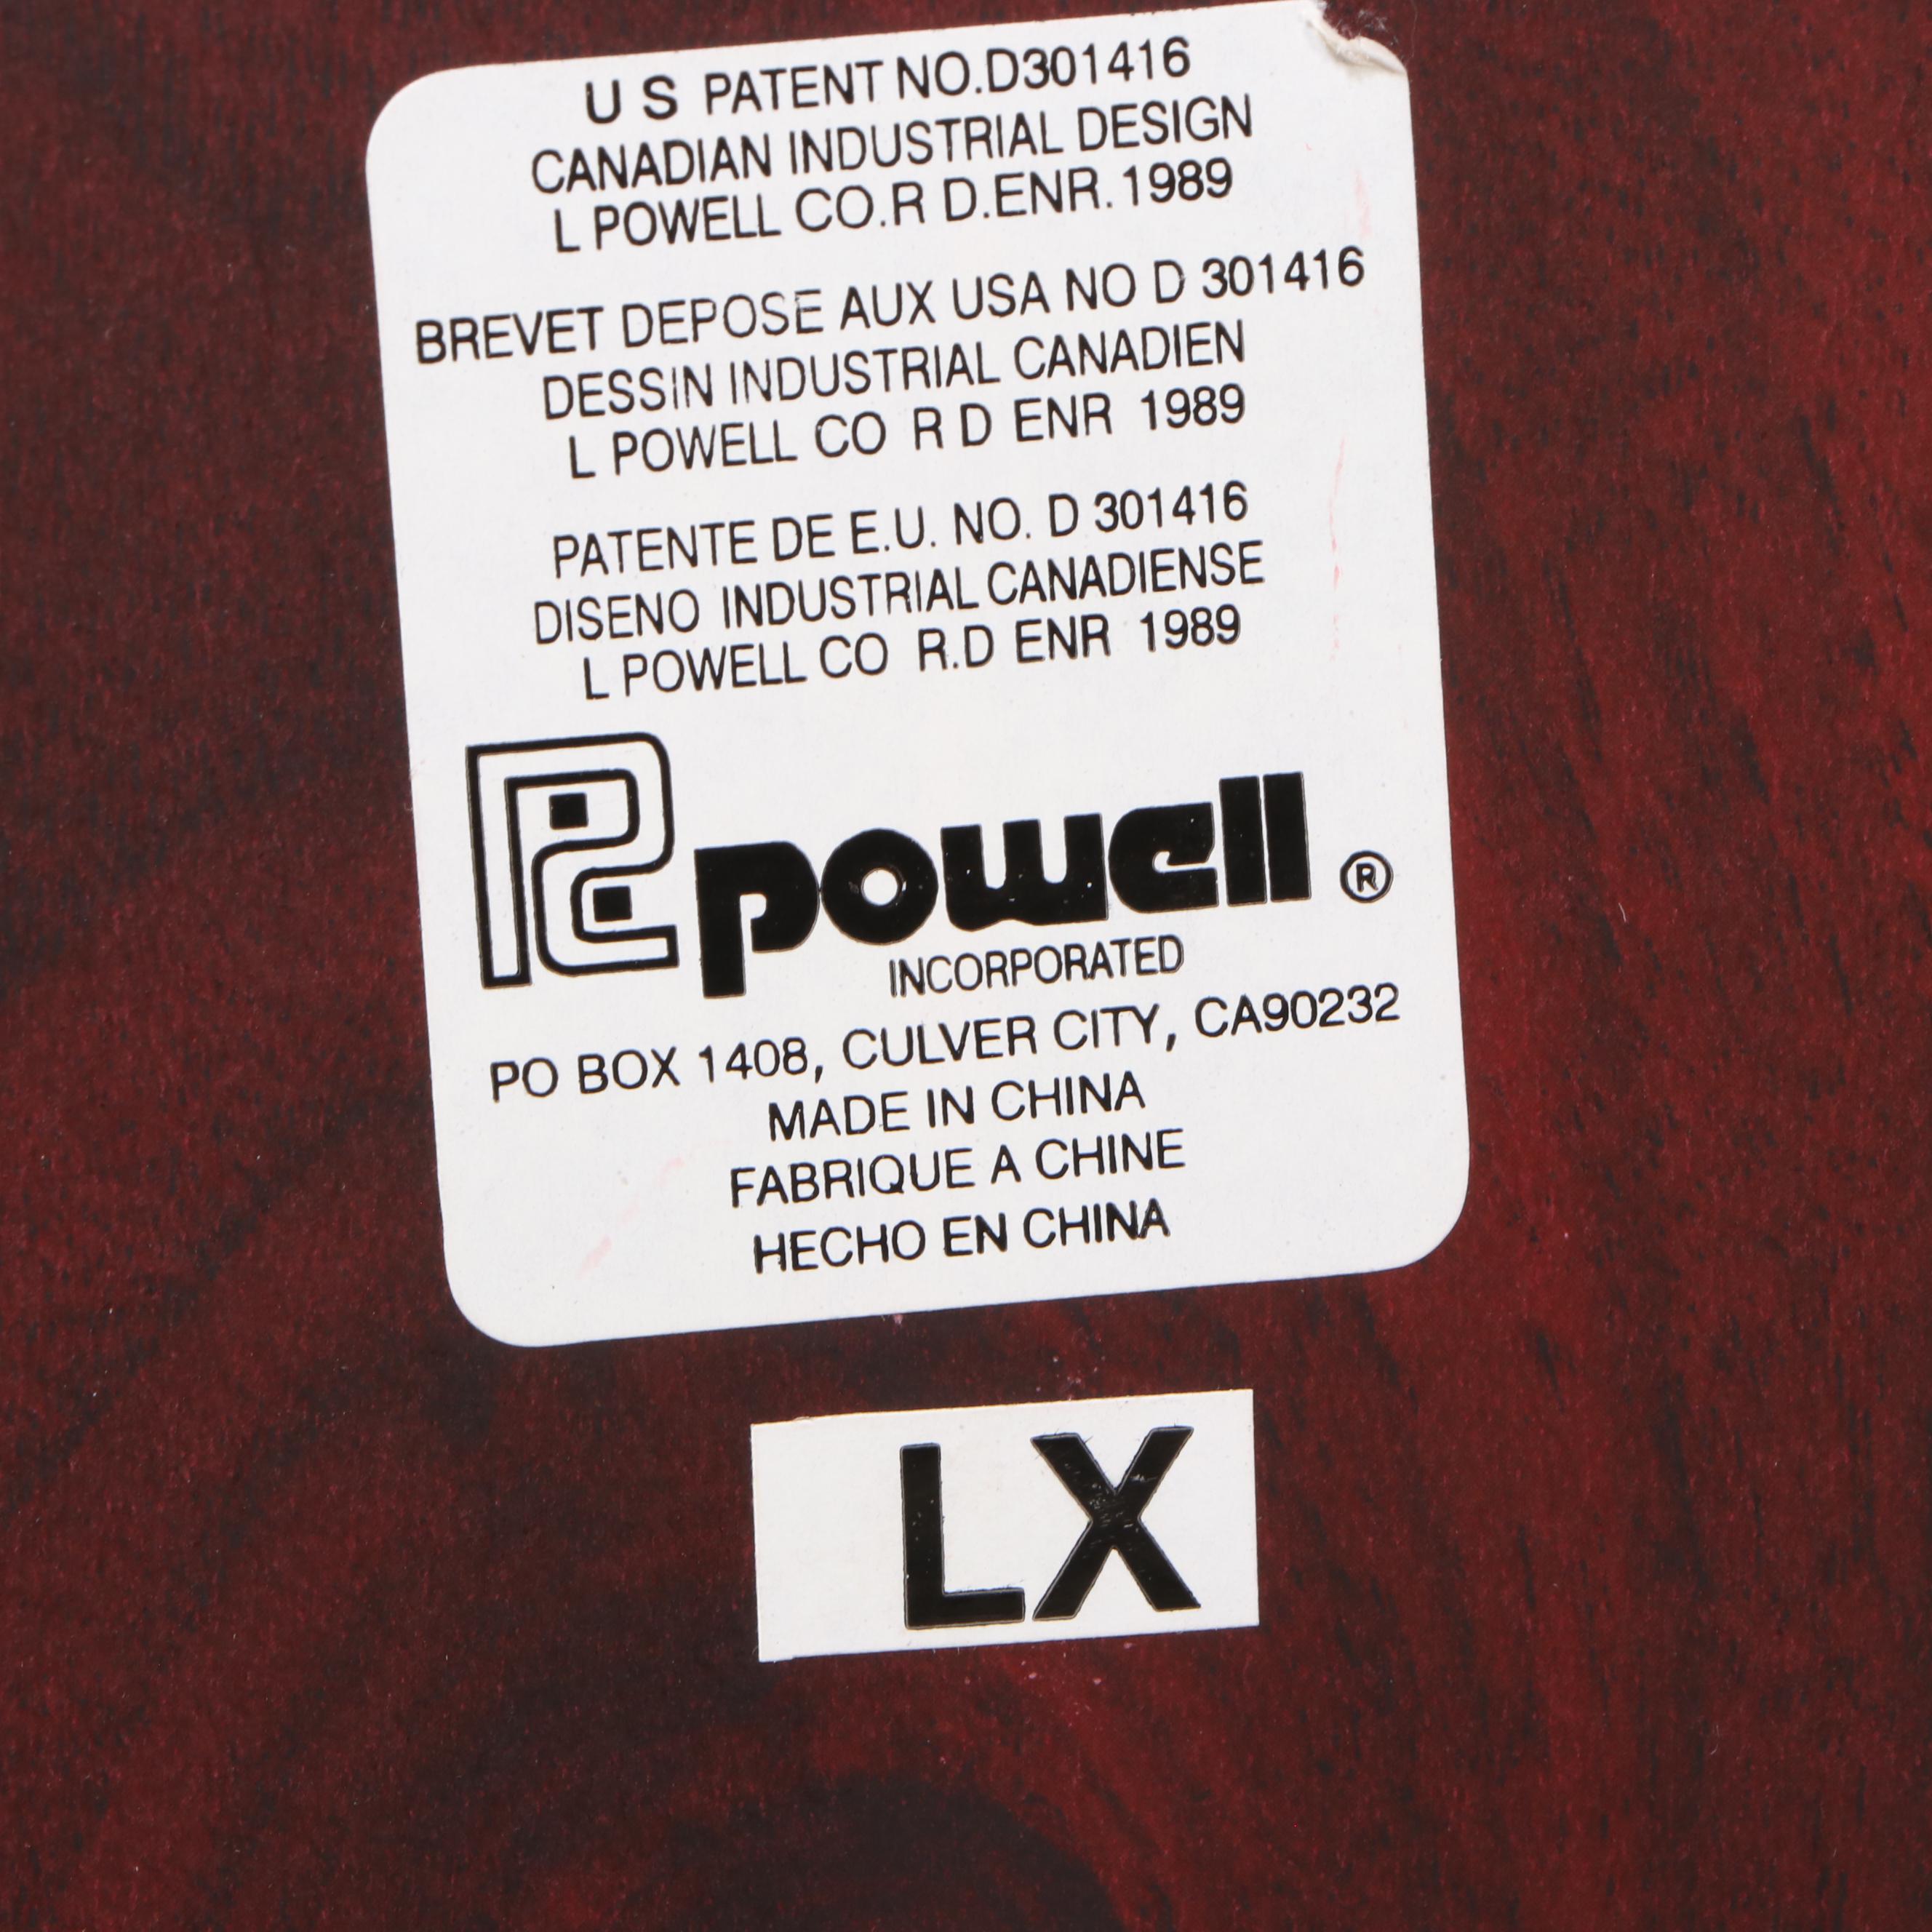 U S PATENT NO.D301416
CANADIAN INDUSTRIAL DESIGN
L POWELL CO.R D.ENR.1989
BREVET DEPOSE AUX USA NO D 301416
DESSIN INDUSTRIAL CANADIEN
L POWELL CO R D ENR 1989
PATENTE DE E.U. NO. D 301416
DISENO INDUSTRIAL CANADIENSE
L POWELL CO R.D ENR 1989
powell ®
INCORPORATED
PO BOX 1408, CULVER CITY, CA90232
MADE IN CHINA
FABRIQUE A CHINE
HECHO EN CHINA
LX